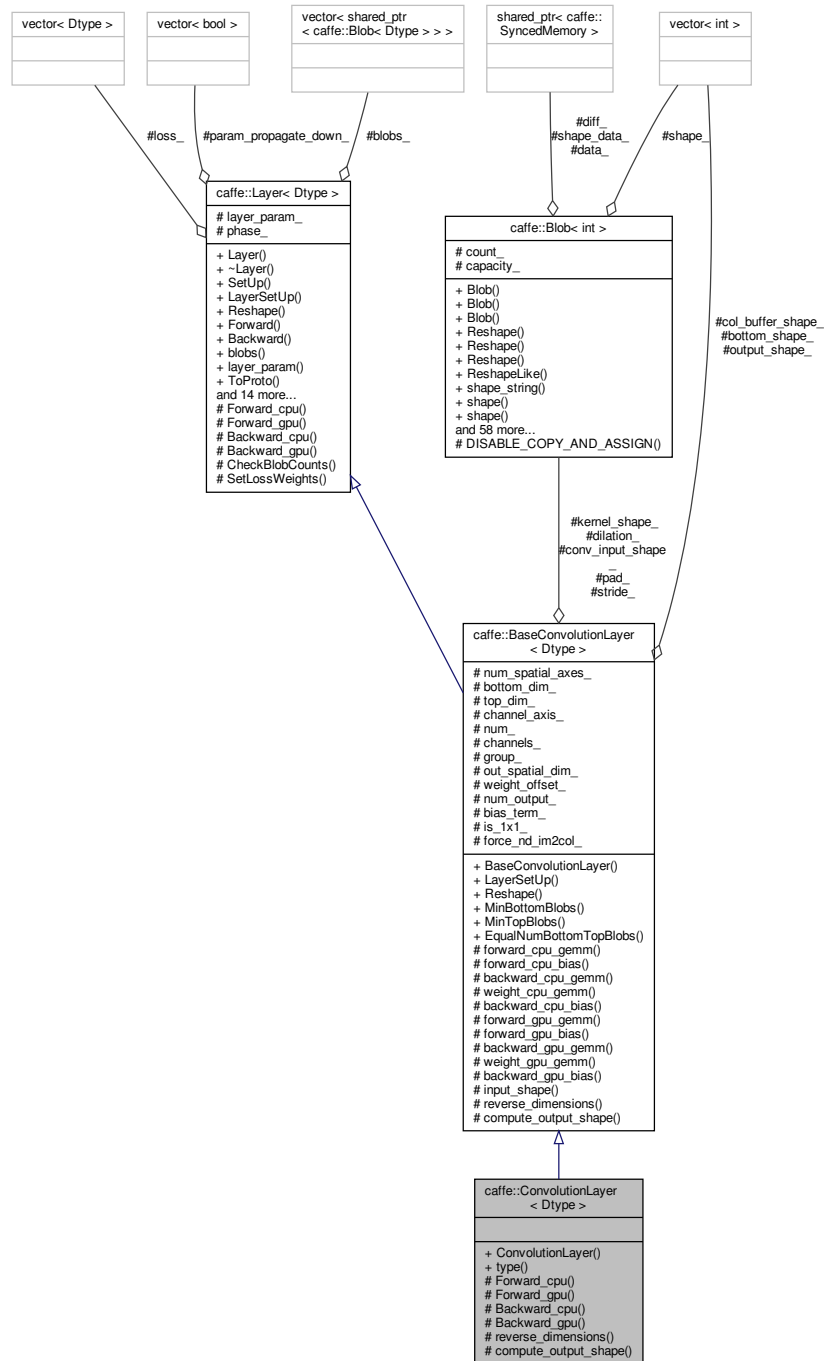 vector< Dtype >
vector< bool >
vector< shared_ptr
< caffe::Blob< Dtype > > >
shared_ptr< caffe::
SyncedMemory >
vector< int >
#loss_
#param_propagate_down_
#blobs_
#diff_
#shape_data_
#data_
#shape_
caffe::Layer< Dtype >
# layer_param_
# phase_
+ Layer()
+ ~Layer()
+ SetUp()
+ LayerSetUp()
+ Reshape()
+ Forward()
+ Backward()
+ blobs()
+ layer_param()
+ ToProto()
and 14 more...
# Forward_cpu()
# Forward_gpu()
# Backward_cpu()
# Backward_gpu()
# CheckBlobCounts()
# SetLossWeights()
caffe::Blob< int >
# count_
# capacity_
+ Blob()
+ Blob()
+ Blob()
+ Reshape()
+ Reshape()
+ Reshape()
+ ReshapeLike()
+ shape_string()
+ shape()
+ shape()
and 58 more...
# DISABLE_COPY_AND_ASSIGN()
#col_buffer_shape_
#bottom_shape_
#output_shape_
#kernel_shape_
#dilation_
#conv_input_shape
_
#pad_
#stride_
caffe::BaseConvolutionLayer
< Dtype >
# num_spatial_axes_
# bottom_dim_
# top_dim_
# channel_axis_
# num_
# channels_
# group_
# out_spatial_dim_
# weight_offset_
# num_output_
# bias_term_
# is_1x1_
# force_nd_im2col_
+ BaseConvolutionLayer()
+ LayerSetUp()
+ Reshape()
+ MinBottomBlobs()
+ MinTopBlobs()
+ EqualNumBottomTopBlobs()
# forward_cpu_gemm()
# forward_cpu_bias()
# backward_cpu_gemm()
# weight_cpu_gemm()
# backward_cpu_bias()
# forward_gpu_gemm()
# forward_gpu_bias()
# backward_gpu_gemm()
# weight_gpu_gemm()
# backward_gpu_bias()
# input_shape()
# reverse_dimensions()
# compute_output_shape()
caffe::ConvolutionLayer
< Dtype >
+ ConvolutionLayer()
+ type()
# Forward_cpu()
# Forward_gpu()
# Backward_cpu()
# Backward_gpu()
# reverse_dimensions()
# compute_output_shape()